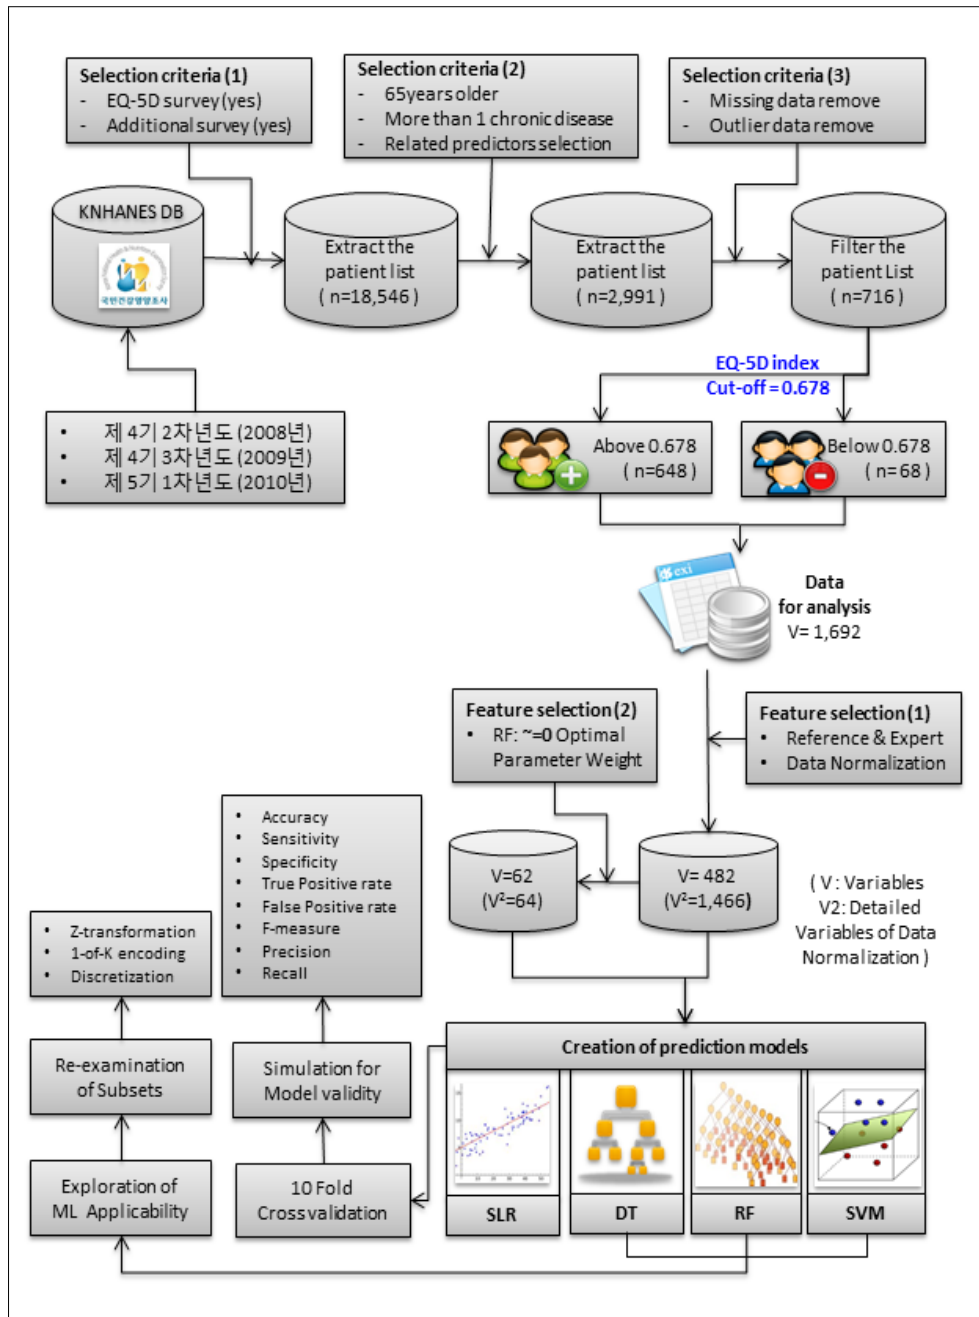 Selection criteria (1)
- EQ-5D survey (yes)
- Additional survey (yes)
Selection criteria (2)
- 65years older
- More than 1 chronic disease
- Related predictors selection
Selection criteria (3)
- Missing data remove
- Outlier data remove
KNHANES DB
국민건강영양조사
Extract the
patient list
( n=18,546 )
Extract the
patient list
( n=2,991 )
Filter the
patient List
( n=716 )
• 제 4기 2차년도 (2008년)
• 제 4기 3차년도 (2009년)
• 제 5기 1차년도 (2010년)
EQ-5D index
Cut-off = 0.678
Above 0.678
( n=648 )
Below 0.678
( n=68 )
exi
Data
for analysis
V= 1,692
Feature selection (2)
• RF: ~=0 Optimal
Parameter Weight
Feature selection (1)
• Reference & Expert
• Data Normalization
V=62
(V²=64)
V= 482
(V²=1,466)
( V : Variables
V2: Detailed
Variables of Data
Normalization )
• Accuracy
• Sensitivity
• Specificity
• True Positive rate
• False Positive rate
• F-measure
• Precision
• Recall
• Z-transformation
• 1-of-K encoding
• Discretization
Re-examination
of Subsets
Simulation for
Model validity
Exploration of
ML Applicability
10 Fold
Cross validation
Creation of prediction models
SLR
DT
RF
SVM